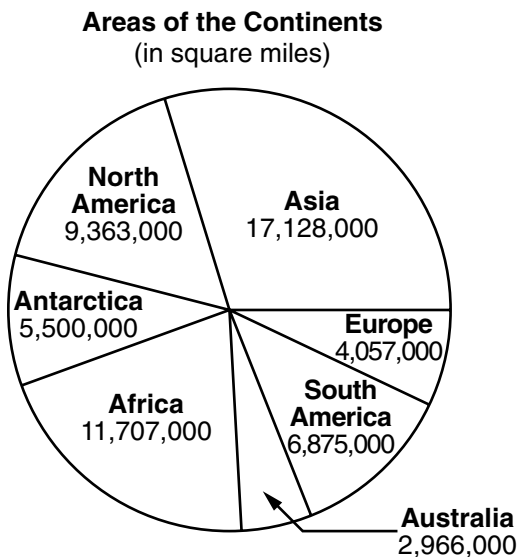 Areas of the Continents
(in square miles)
North
America
9,363,000
Asia
17,128,000
Antarctica
5,500,000
Europe
4,057,000
Africa
11,707,000
South
America
6,875,000
Australia
2,966,000